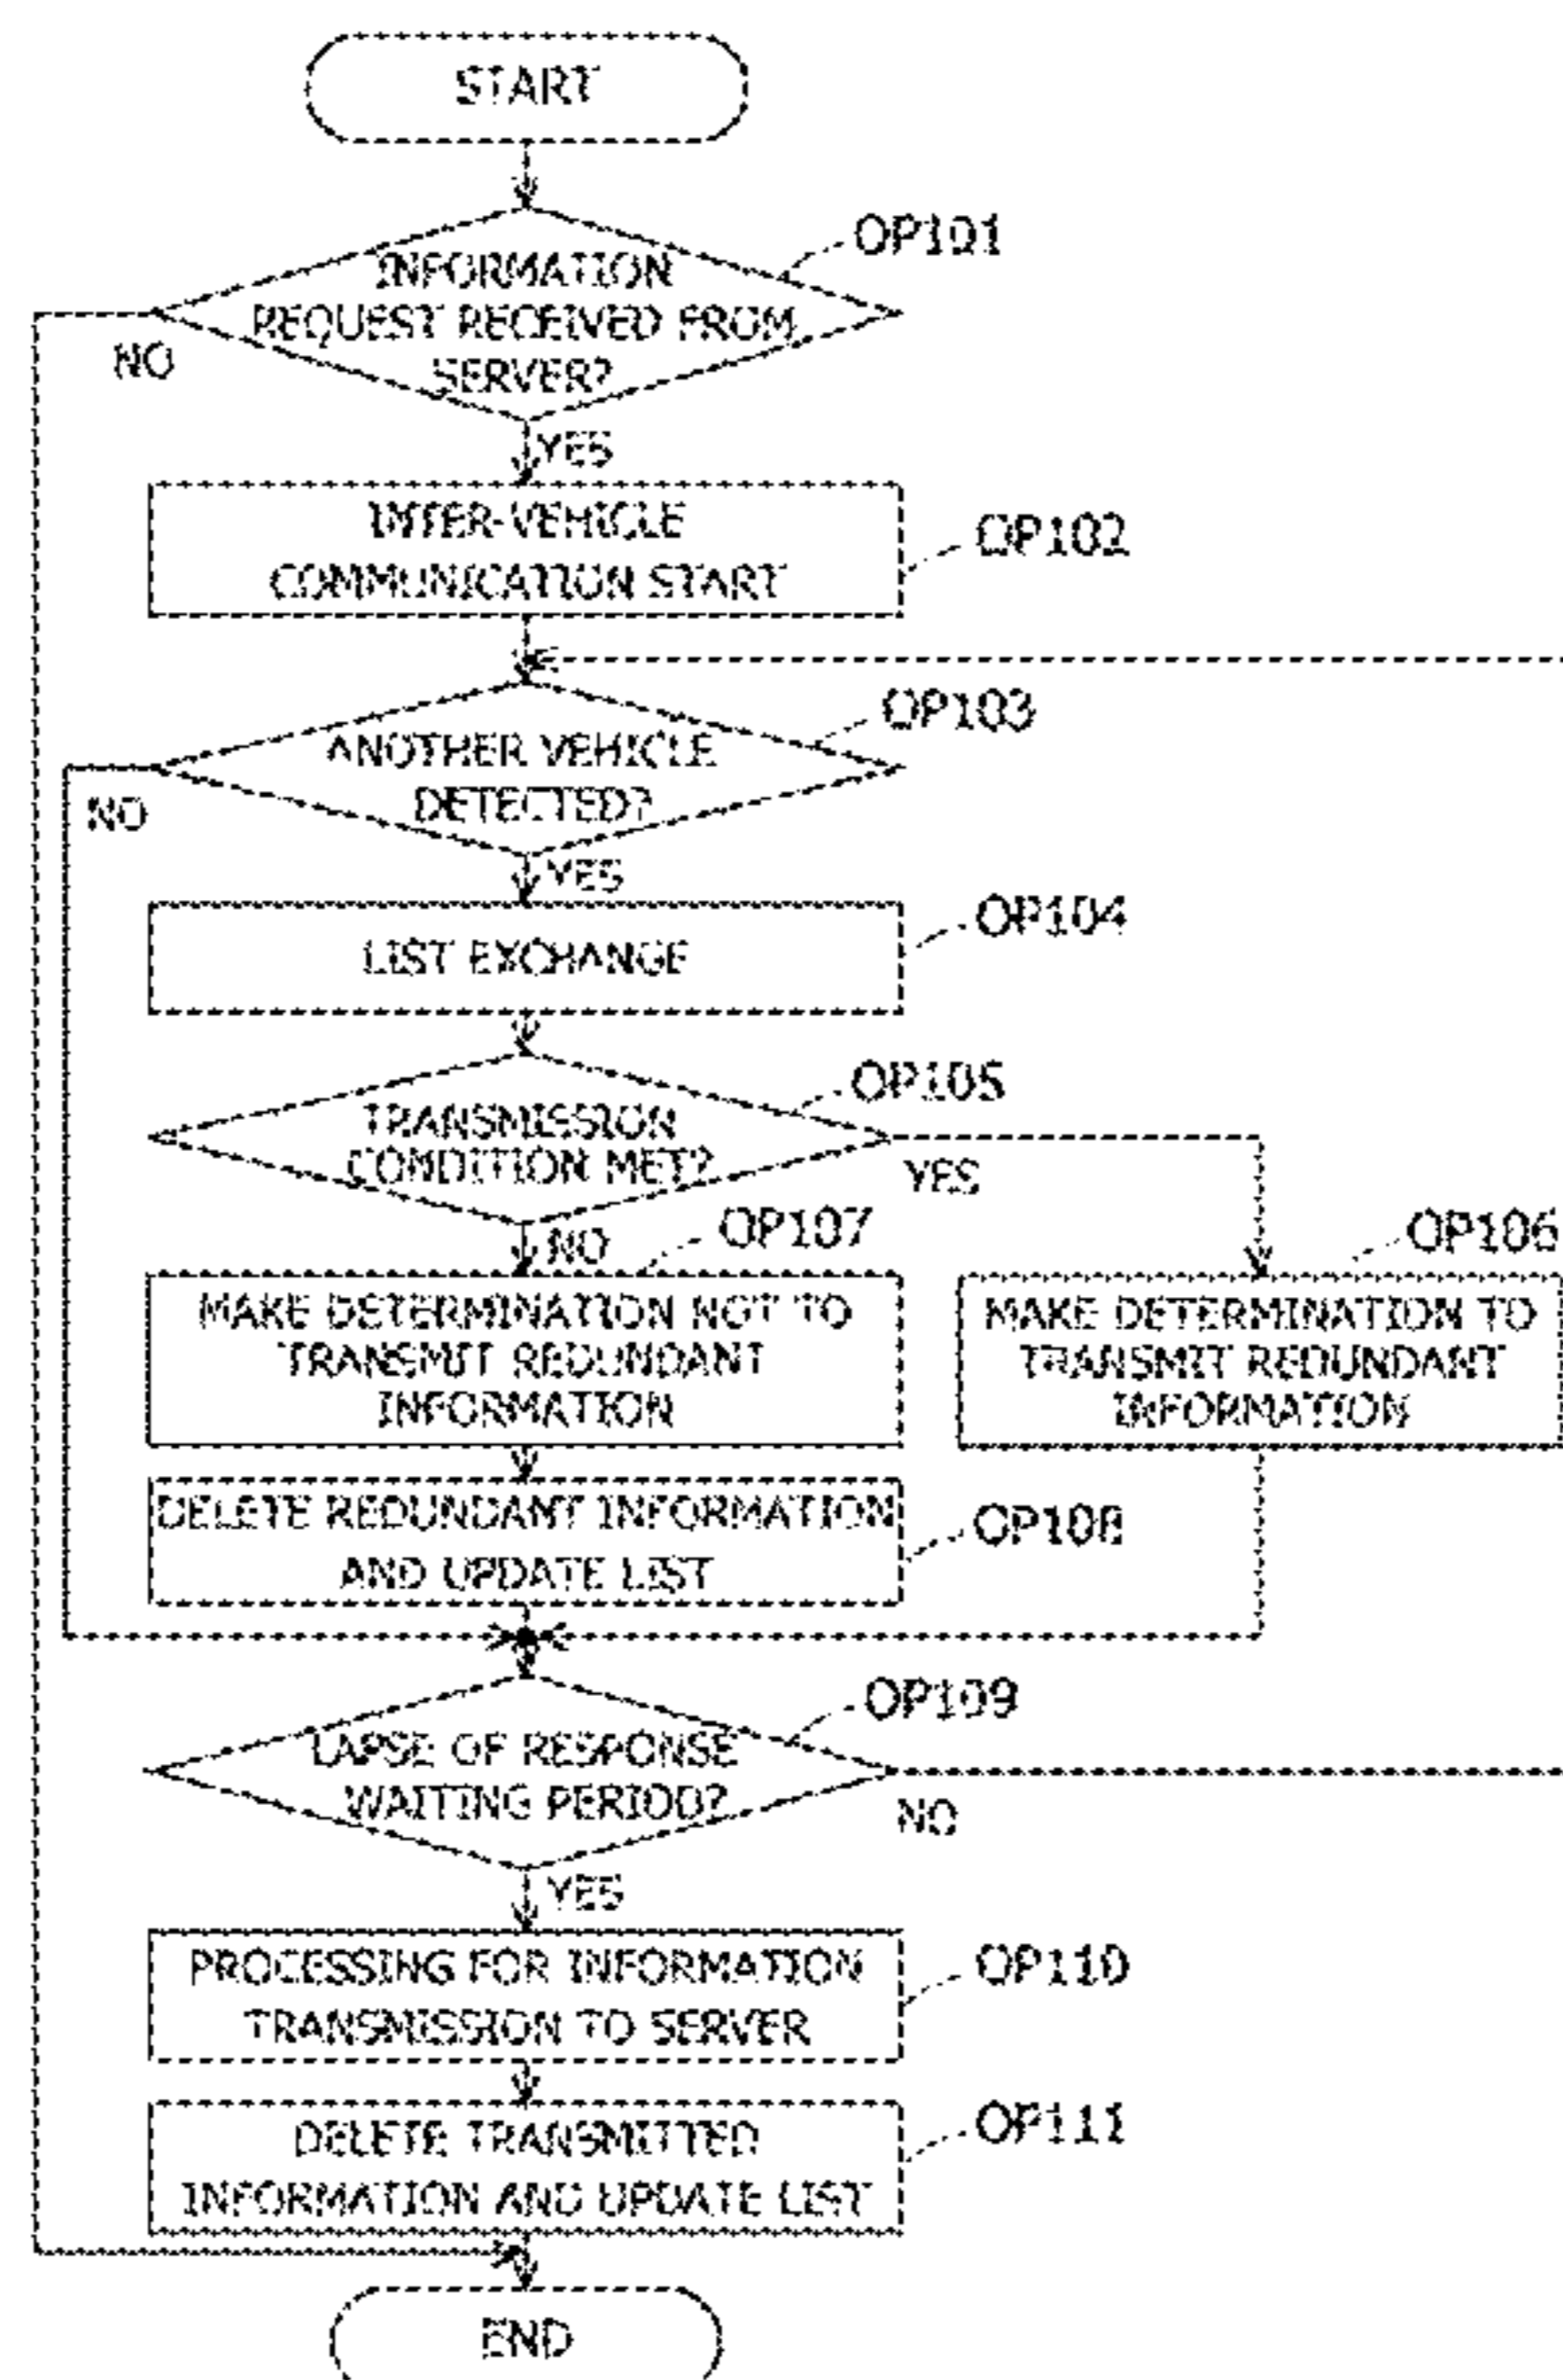 START
OP101
INFORMATION
REQUEST RECEIVED FROM
SERVER?
NO
YES
INTER-VEHICLE
COMMUNICATION START
OP102
OP103
ANOTHER VEHICLE
DETECTED?
NO
YES
LIST EXCHANGE
OP104
OP105
TRANSMISSION
CONDITION MET?
YES
NO
OP107
OP106
MAKE DETERMINATION NOT TO
TRANSMIT REDUNDANT
INFORMATION
MAKE DETERMINATION TO
TRANSMIT REDUNDANT
INFORMATION
DELETE REDUNDANT INFORMATION
AND UPDATE LIST
OP108
OP109
LAPSE OF RESPONSE
WAITING PERIOD?
NO
YES
PROCESSING FOR INFORMATION
TRANSMISSION TO SERVER
OP110
DELETE TRANSMITTED
INFORMATION AND UPDATE LIST
OP111
END